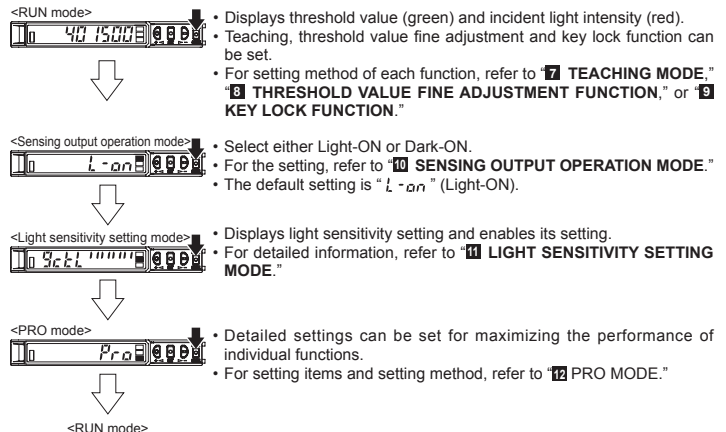 <RUN mode>
40 1500
• Displays threshold value (green) and incident light intensity (red).
• Teaching, threshold value fine adjustment and key lock function can
be set.
• For setting method of each function, refer to “7 TEACHING MODE,”
“8 THRESHOLD VALUE FINE ADJUSTMENT FUNCTION,” or “9
KEY LOCK FUNCTION.”
<Sensing output operation mode>
L-on
• Select either Light-ON or Dark-ON.
• For the setting, refer to “10 SENSING OUTPUT OPERATION MODE.”
• The default setting is “ L-on ” (Light-ON).
<Light sensitivity setting mode>
• Displays light sensitivity setting and enables its setting.
• For detailed information, refer to “11 LIGHT SENSITIVITY SETTING
MODE.”
<PRO mode>
Pro
• Detailed settings can be set for maximizing the performance of
individual functions.
• For setting items and setting method, refer to “12 PRO MODE.”
<RUN mode>